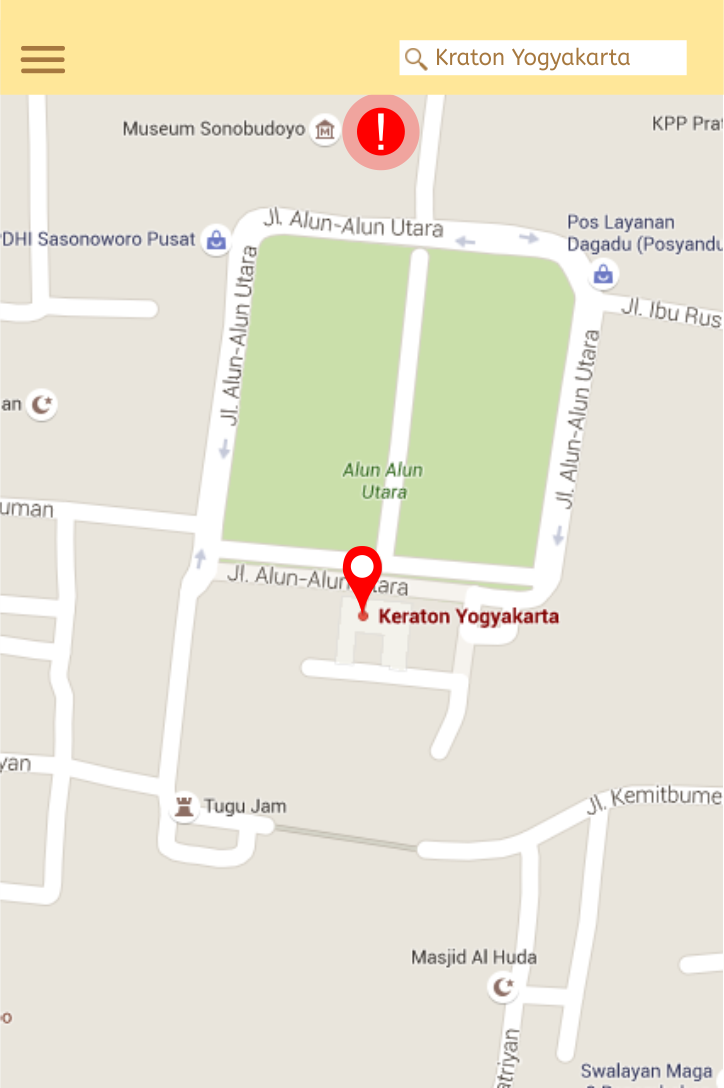 Kraton Yogyakarta
Museum Sonobudoyo
!
KPP Prat
Jl. Alun-Alun Utara
Pos Layanan
Dagadu (Posyandu
DHI Sasonoworo Pusat
Jl. Alun-Alun Utara
Jl. Ibu Rus
Jl. Alun-Alun Utara
an
Alun Alun
Utara
uman
Jl. Alun-Alun Utara
Keraton Yogyakarta
yan
Tugu Jam
Jl. Kemitbume
Masjid Al Huda
atriyan
Swalayan Maga